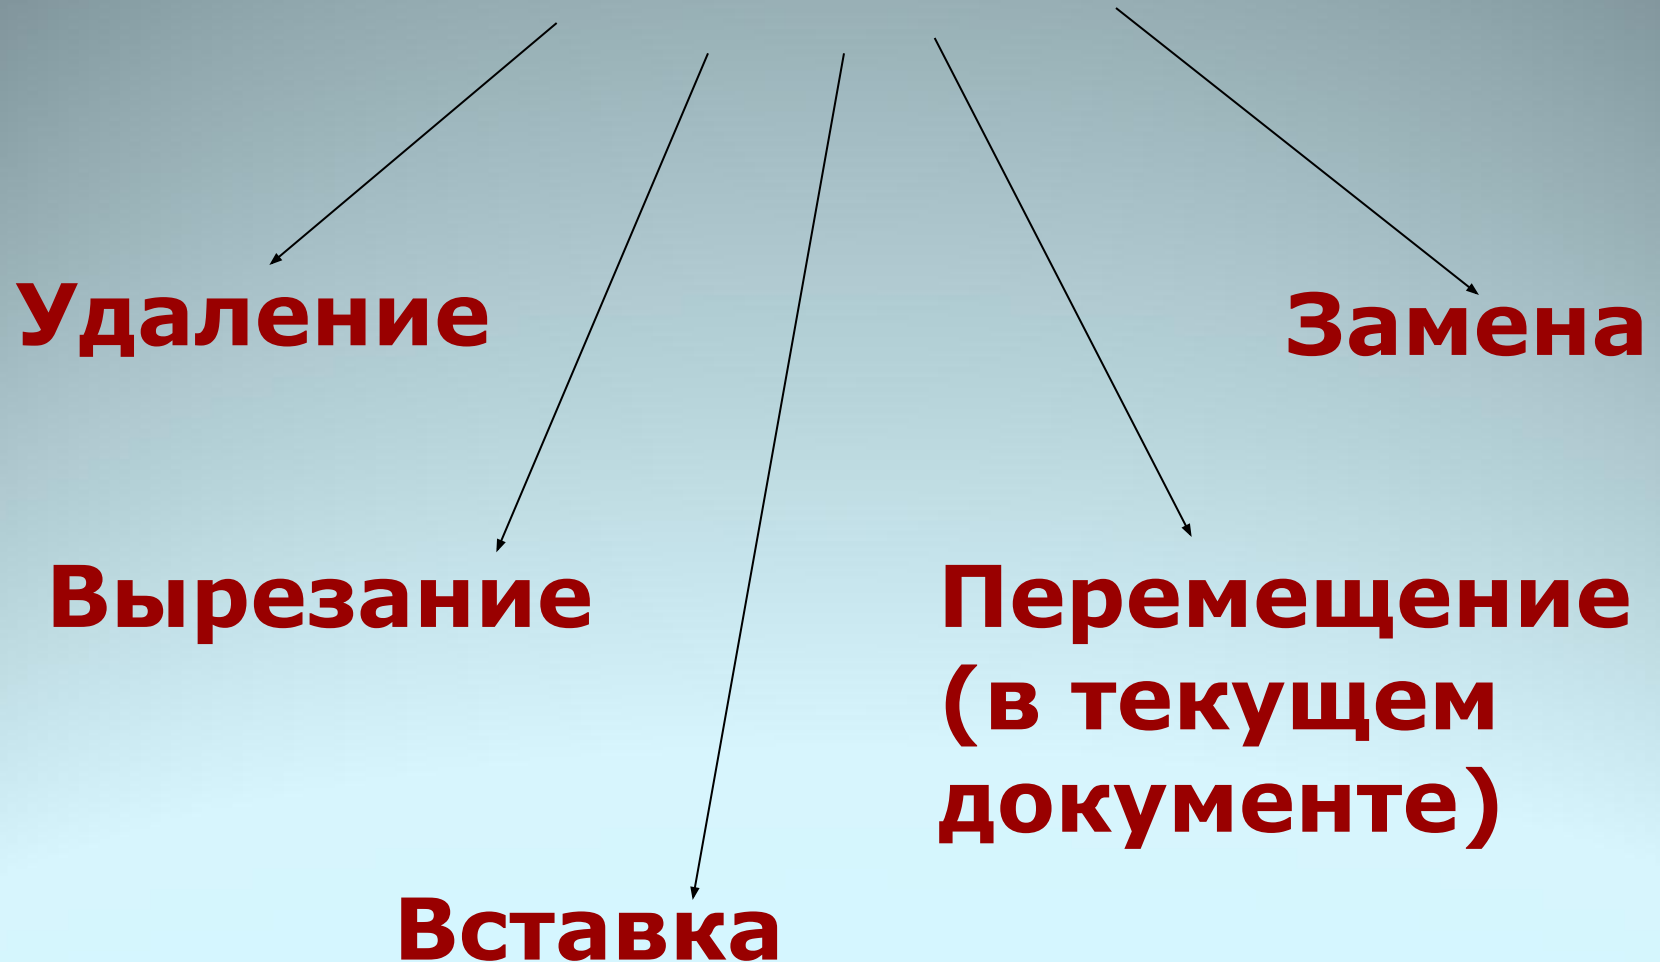 Удаление
Замена
Вырезание
Перемещение
(в текущем
документе)
Вставка